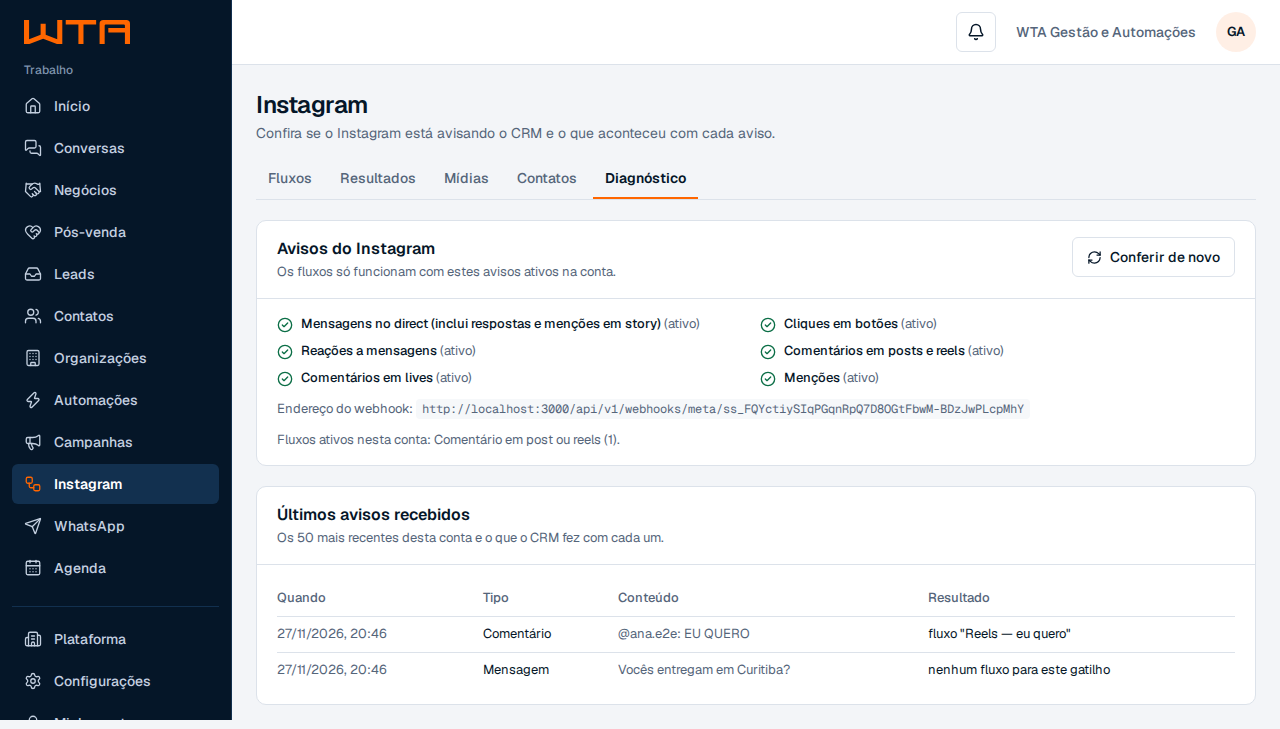 WTA
Trabalho
Início
Conversas
Negócios
Pós-venda
Leads
Contatos
Organizações
Automações
Campanhas
Instagram
WhatsApp
Agenda
Plataforma
Configurações
WTA Gestão e Automações
GA
Instagram
Confira se o Instagram está avisando o CRM e o que aconteceu com cada aviso.
Fluxos
Resultados
Mídias
Contatos
Diagnóstico
Avisos do Instagram
Os fluxos só funcionam com estes avisos ativos na conta.
Conferir de novo
Mensagens no direct (inclui respostas e menções em story) (ativo)
Cliques em botões (ativo)
Reações a mensagens (ativo)
Comentários em posts e reels (ativo)
Comentários em lives (ativo)
Menções (ativo)
Endereço do webhook: http://localhost:3000/api/v1/webhooks/meta/ss_FQYctiySIqPGqnRpQ7D8OGtFbwM-BDzJwPLcpMhY
Fluxos ativos nesta conta: Comentário em post ou reels (1).
Últimos avisos recebidos
Os 50 mais recentes desta conta e o que o CRM fez com cada um.
Quando Tipo Conteúdo Resultado
27/11/2026, 20:46 Comentário @ana.e2e: EU QUERO fluxo "Reels — eu quero"
27/11/2026, 20:46 Mensagem Vocês entregam em Curitiba? nenhum fluxo para este gatilho